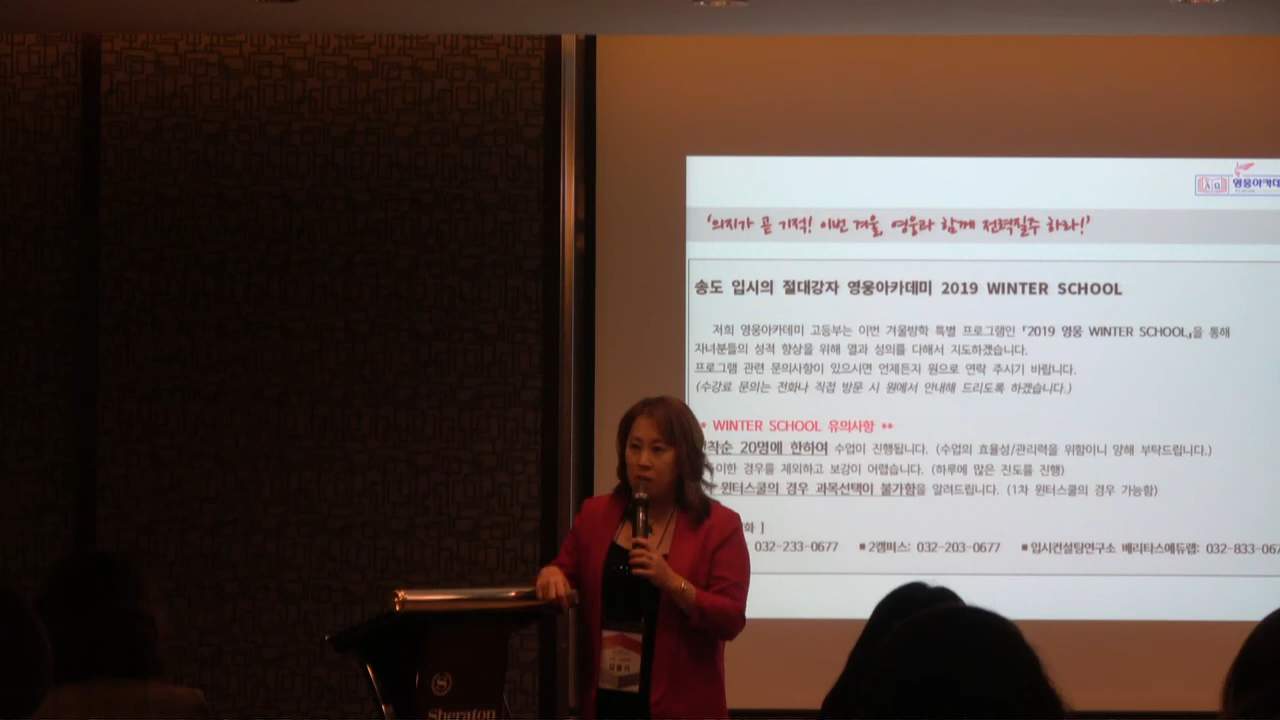 영웅아카데
'의지가 곧 기적! 이번 겨울, 영웅과 함께 전력질주 하라!'
송도 입시의 절대강자 영웅아카데미 2019 WINTER SCHOOL
저희 영웅아카데미 고등부는 이번 겨울방학 특별 프로그램인 「2019 영웅 WINTER SCHOOL」을 통해
자녀분들의 성적 향상을 위해 열과 성의를 다해서 지도하겠습니다.
프로그램 관련 문의사항이 있으시면 언제든지 원으로 연락 주시기 바랍니다.
(수강료 문의는 전화나 직접 방문 시 원에서 안내해 드리도록 하겠습니다.)
* WINTER SCHOOL 유의사항 **
착순 20명에 한하여 수업이 진행됩니다. (수업의 효율성/관리력을 위함이니 양해 부탁드립니다.)
이한 경우를 제외하고 보강이 어렵습니다. (하루에 많은 진도를 진행)
윈터스쿨의 경우 과목선택이 불가함을 알려드립니다. (1차 윈터스쿨의 경우 가능함)
화 ]
032-233-0677 ■2캠퍼스: 032-203-0677 ■입시컨설팅연구소 베리타스에듀랩: 032-833-067
Sheraton